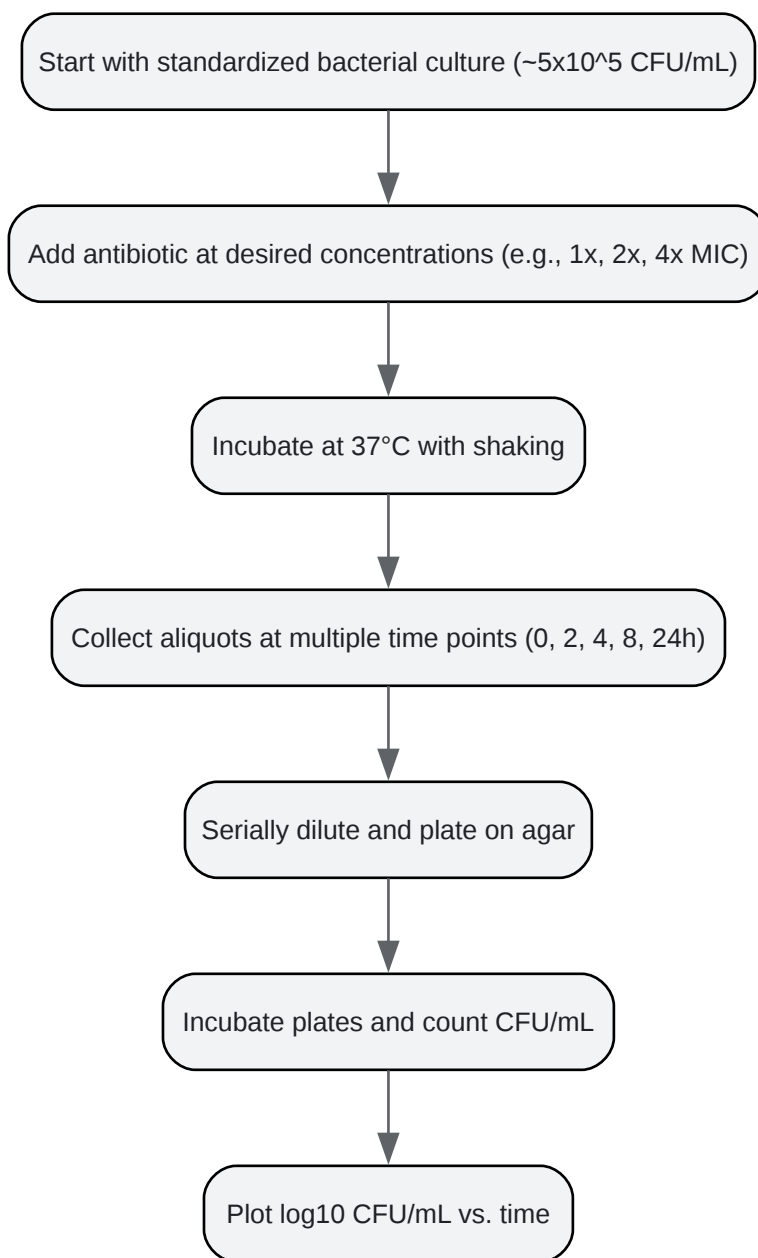 Start with standardized bacterial culture (~5x10^5 CFU/mL)
Add antibiotic at desired concentrations (e.g., 1x, 2x, 4x MIC)
Incubate at 37°C with shaking
Collect aliquots at multiple time points (0, 2, 4, 8, 24h)
Serially dilute and plate on agar
Incubate plates and count CFU/mL
Plot log10 CFU/mL vs. time